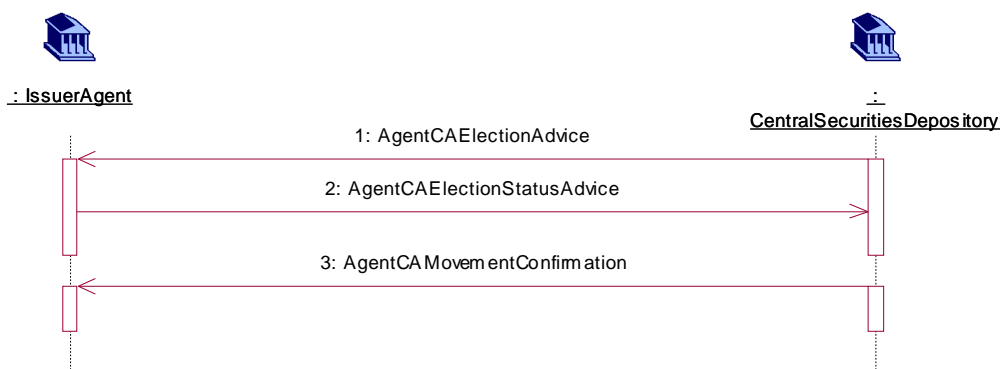 : IssuerAgent
:
CentralSecuritiesDepository
1: AgentCAElectionAdvice
2: AgentCAElectionStatusAdvice
3: AgentCAMovementConfirmation